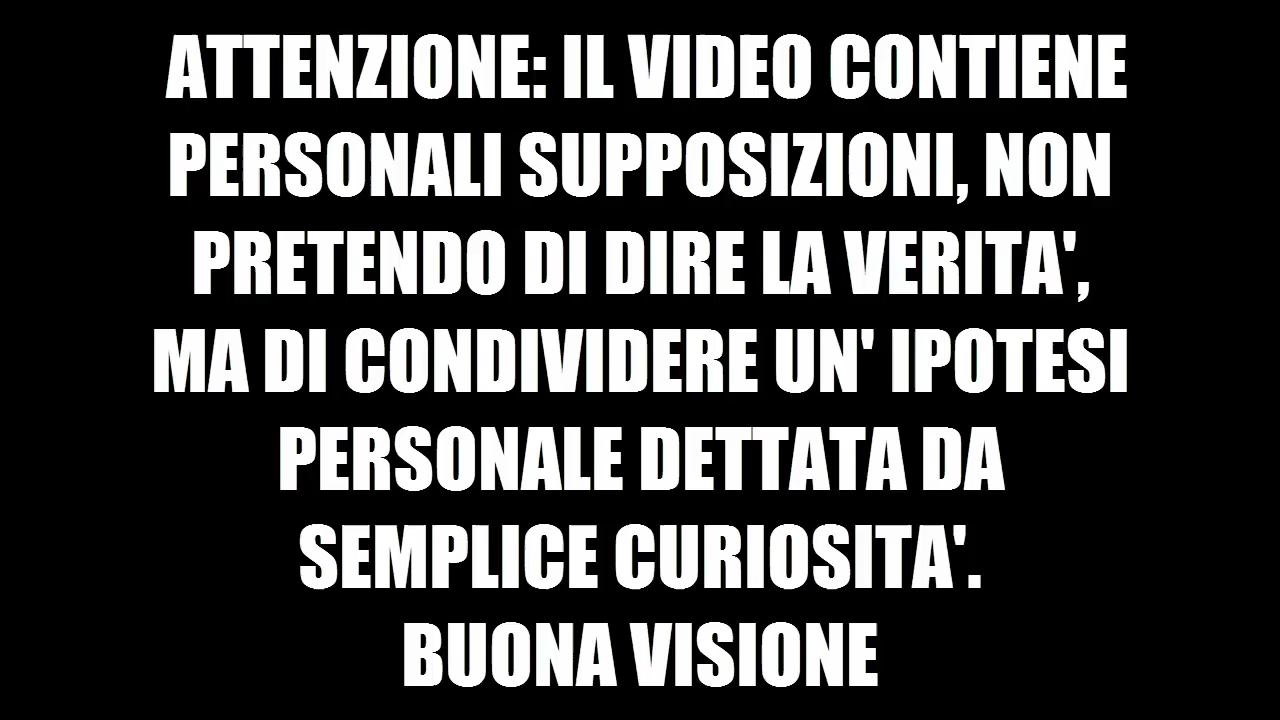 ATTENZIONE: IL VIDEO CONTIENE
PERSONALI SUPPOSIZIONI, NON
PRETENDO DI DIRE LA VERITA',
MA DI CONDIVIDERE UN' IPOTESI
PERSONALE DETTATA DA
SEMPLICE CURIOSITA'.
BUONA VISIONE